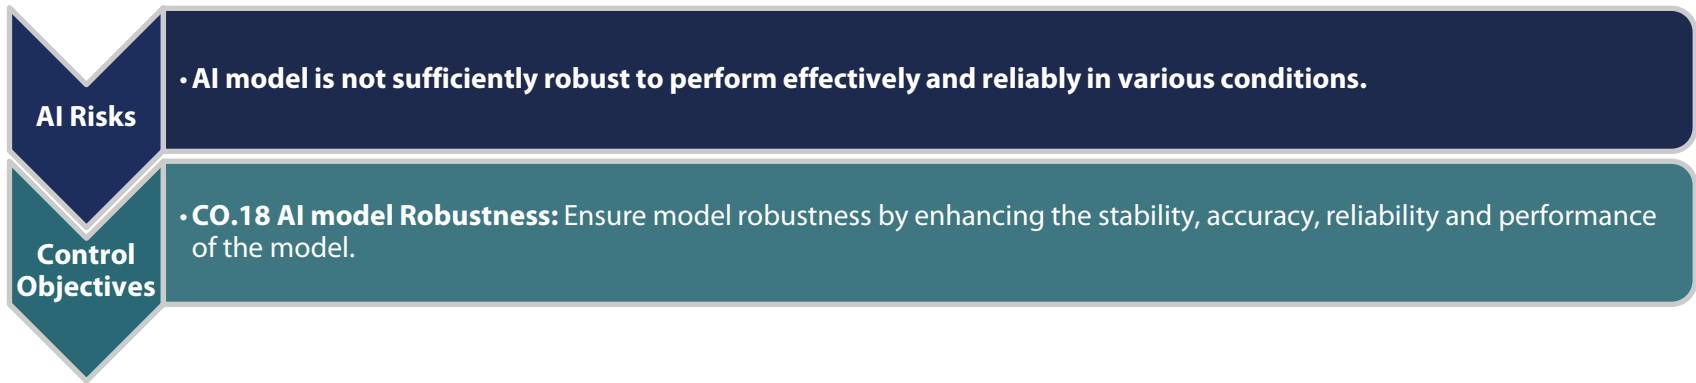 AI Risks
• AI model is not sufficiently robust to perform effectively and reliably in various conditions.
Control
Objectives
• CO.18 AI model Robustness: Ensure model robustness by enhancing the stability, accuracy, reliability and performance
of the model.